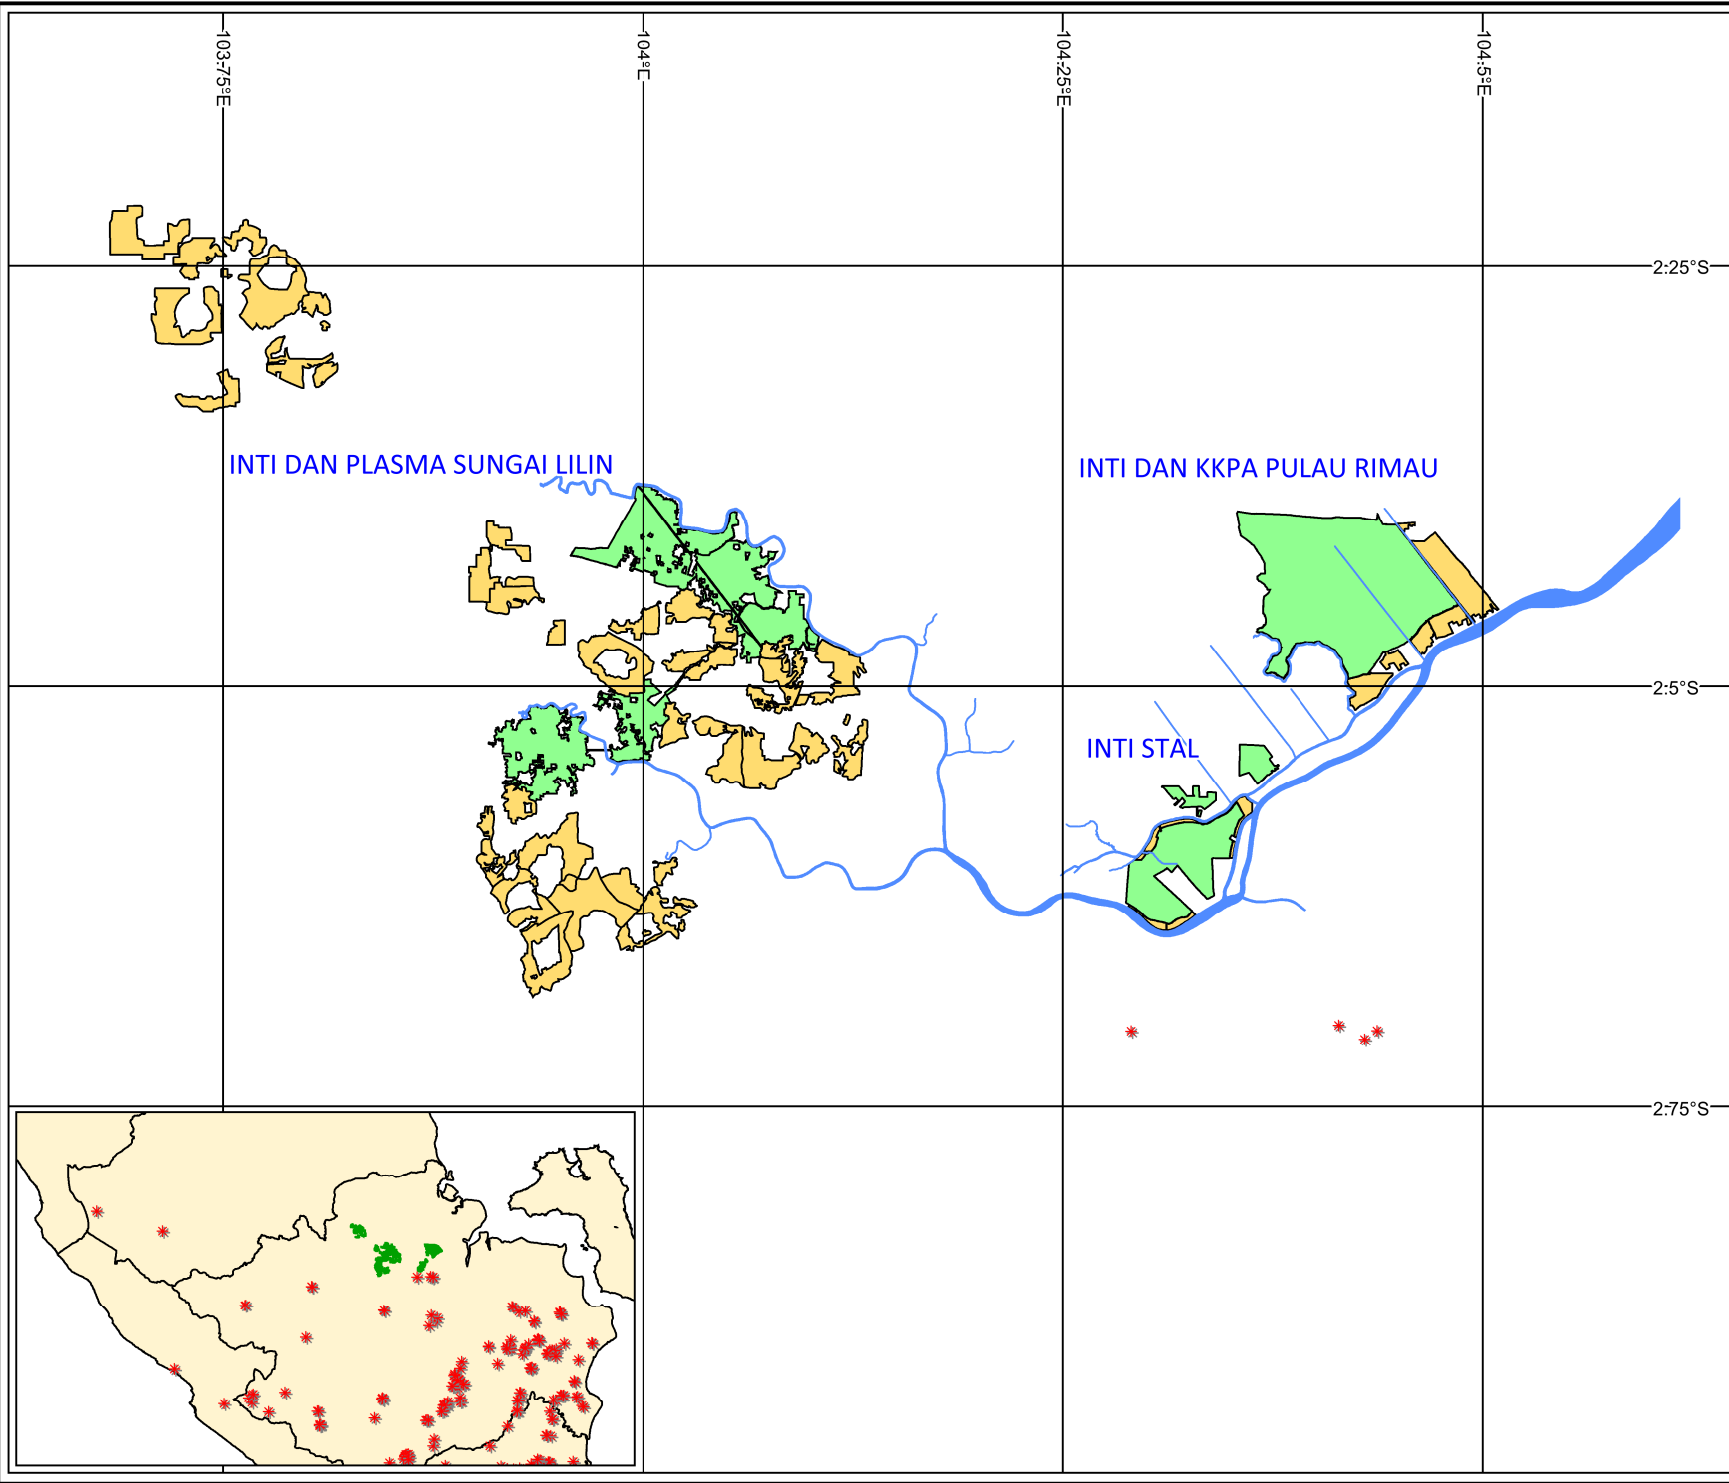 103.75°E
104°E
104.25°E
104.5°E
2.25°S
INTI DAN PLASMA SUNGAI LILIN
INTI DAN KKPA PULAU RIMAU
2.5°S
INTI STAL
2.75°S